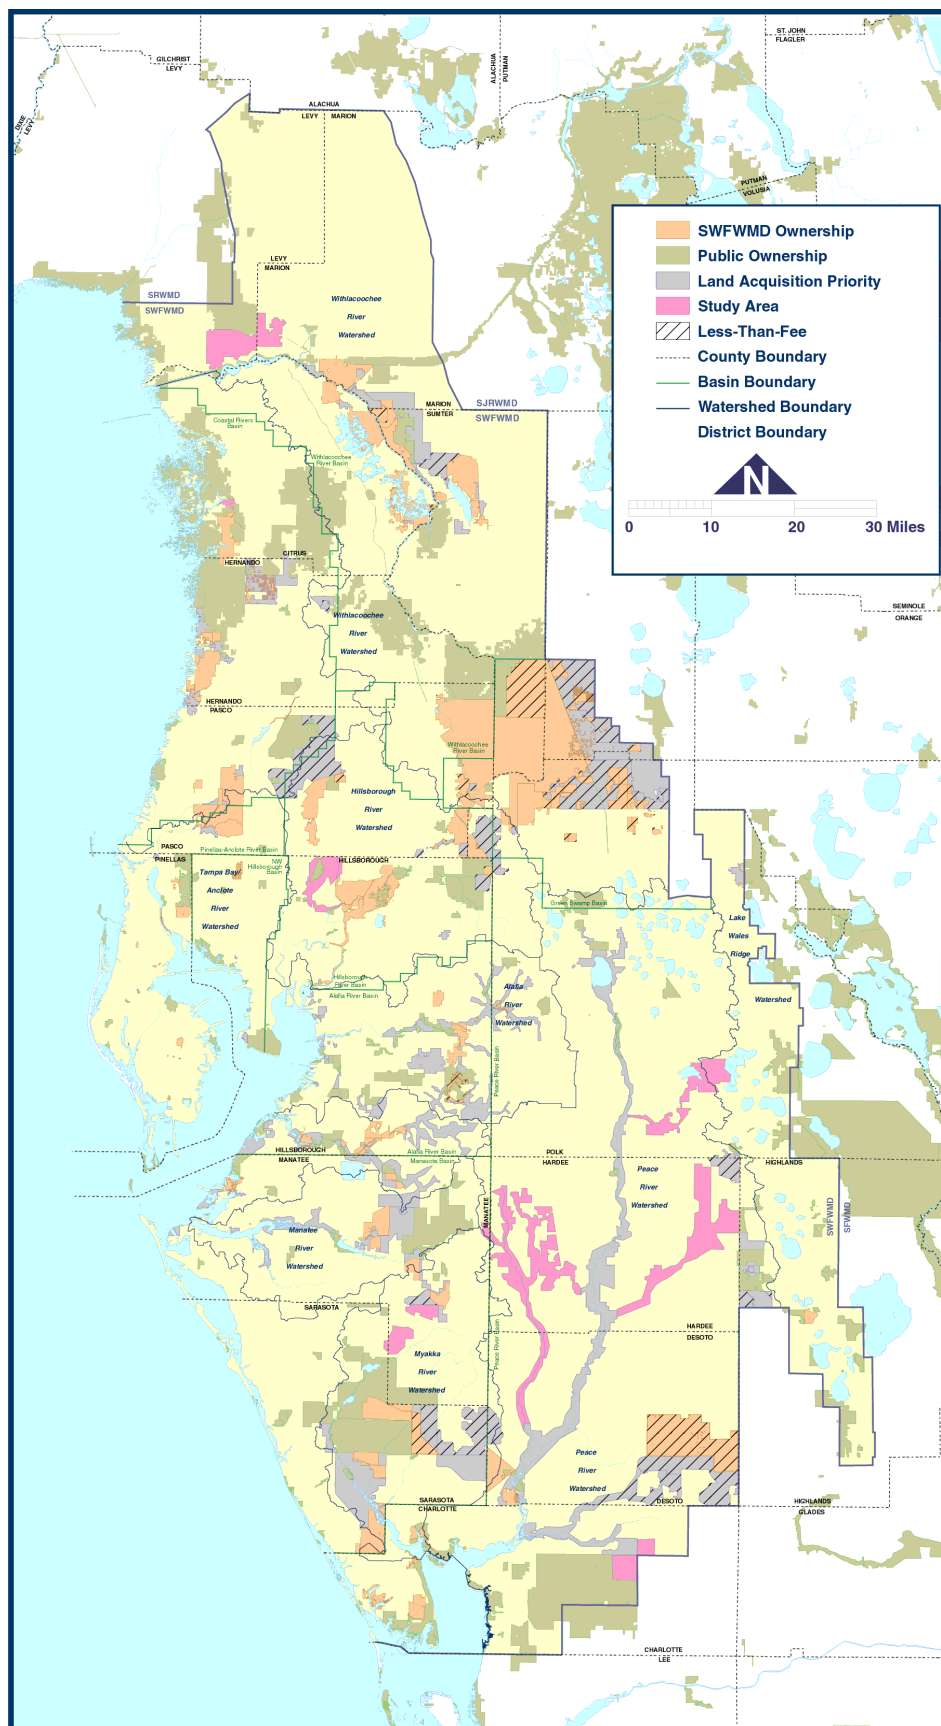 ST. JOHN
FLAGLER
GILCHRIST
LEVY
ALACHUA
PUTMAN
DIXIE
LEVY
ALACHUA
LEVY
MARION
PUTMAN
VOLUSIA
SWFWMD Ownership
Public Ownership
Land Acquisition Priority
Study Area
Less-Than-Fee
County Boundary
Basin Boundary
Watershed Boundary
District Boundary
N
0
10
20
30 Miles
LEVY
MARION
SRWMD
SWFWMD
Withlacoochee
River
Watershed
MARION
SUMTER
SJRWMD
SWFWMD
Coastal Rivers
Basin
Withlacoochee
River Basin
CITRUS
HERNANDO
SEMINOLE
ORANGE
Withlacoochee
River
Watershed
HERNANDO
PASCO
Withlacoochee
River Basin
Hillsborough
River
Watershed
PASCO
PINELLAS
Pinellas-Anclote River Basin
NW
Hillsborough
Basin
HILLSBOROUGH
Tampa Bay
Anclote
River
Watershed
Green Swamp Basin
Lake
Wales
Ridge
Watershed
Hillsborough
River Basin
Alafia River Basin
Alafia
River
Watershed
Peace River Basin
HILLSBOROUGH
MANATEE
Alafia River Basin
Manasota Basin
POLK
HARDEE
HIGHLANDS
Peace
River
Watershed
MANATEE
SWFWMD
SFWMD
Manatee
River
Watershed
SARASOTA
HARDEE
DESOTO
Peace River Basin
Myakka
River
Watershed
Peace
River
Watershed
SARASOTA
CHARLOTTE
DESOTO
HIGHLANDS
GLADES
CHARLOTTE
LEE